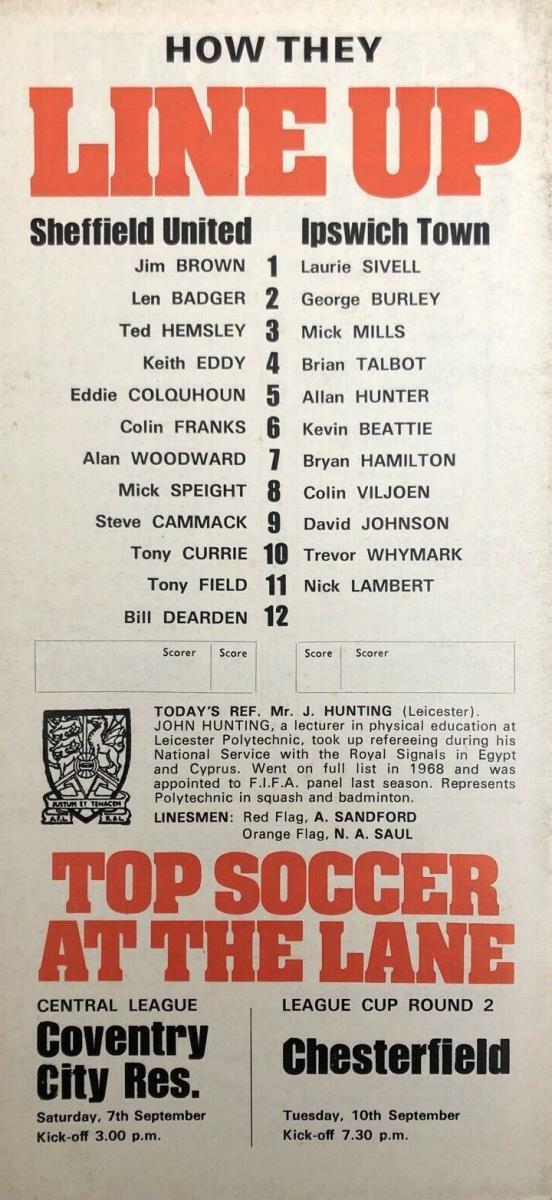 HOW THEY
LINE UP
Sheffield United Ipswich Town
Jim BROWN 1 Laurie SIVELL
Len BADGER 2 George BURLEY
Ted HEMSLEY 3 Mick MILLS
Keith EDDY 4 Brian TALBOT
Eddie COLQUHOUN 5 Allan HUNTER
Colin FRANKS 6 Kevin BEATTIE
Alan WOODWARD 7 Bryan HAMILTON
Mick SPEIGHT 8 Colin VILJOEN
Steve CAMMACK 9 David JOHNSON
Tony CURRIE 10 Trevor WHYMARK
Tony FIELD 11 Nick LAMBERT
Bill DEARDEN 12
Scorer Score Score Scorer
TODAY'S REF. Mr. J. HUNTING (Leicester).
JOHN HUNTING, a lecturer in physical education at
Leicester Polytechnic, took up refereeing during his
National Service with the Royal Signals in Egypt
and Cyprus. Went on full list in 1968 and was
appointed to F.I.F.A. panel last season. Represents
Polytechnic in squash and badminton.
LINESMEN: Red Flag, A. SANDFORD
Orange Flag, N. A. SAUL
JUSTUM ET TENACEM
TOP SOCCER
AT THE LANE
CENTRAL LEAGUE
Coventry
City Res.
Saturday, 7th September
Kick-off 3.00 p.m.
LEAGUE CUP ROUND 2
Chesterfield
Tuesday, 10th September
Kick-off 7.30 p.m.